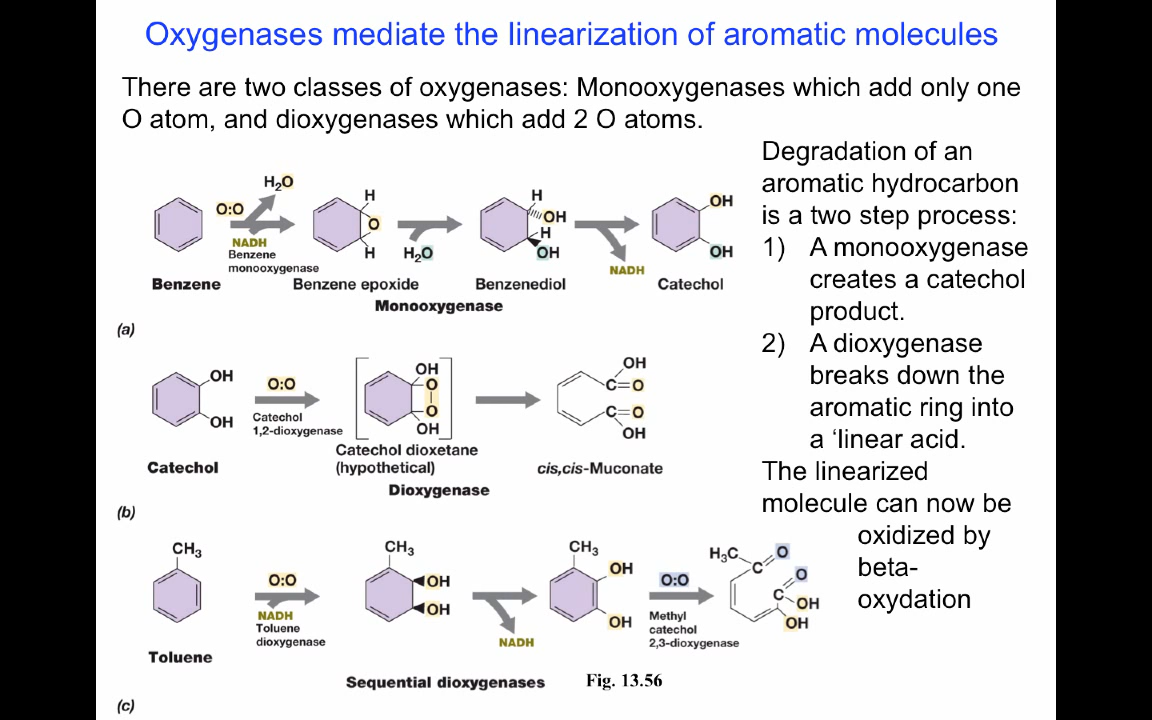 Oxygenases mediate the linearization of aromatic molecules
There are two classes of oxygenases: Monooxygenases which add only one
O atom, and dioxygenases which add 2 O atoms.
H₂O
O:O
NADH
Benzene
monooxygenase
Benzene
H
O
H
Benzene epoxide
H₂O
H
OH
H
OH
Benzenediol
NADH
OH
OH
Catechol
Monooxygenase
(a)
OH
OH
Catechol
O:O
Catechol
1,2-dioxygenase
OH
O
O
OH
Catechol dioxetane
(hypothetical)
OH
C=O
C=O
OH
cis,cis-Muconate
Dioxygenase
(b)
CH₃
Toluene
O:O
NADH
Toluene
dioxygenase
CH₃
OH
OH
NADH
CH₃
OH
OH
O:O
Methyl
catechol
2,3-dioxygenase
H₃C
C
O
O
C
OH
OH
Sequential dioxygenases
Fig. 13.56
(c)
Degradation of an
aromatic hydrocarbon
is a two step process:
1) A monooxygenase
creates a catechol
product.
2) A dioxygenase
breaks down the
aromatic ring into
a ‘linear acid.
The linearized
molecule can now be
oxidized by
beta-
oxydation